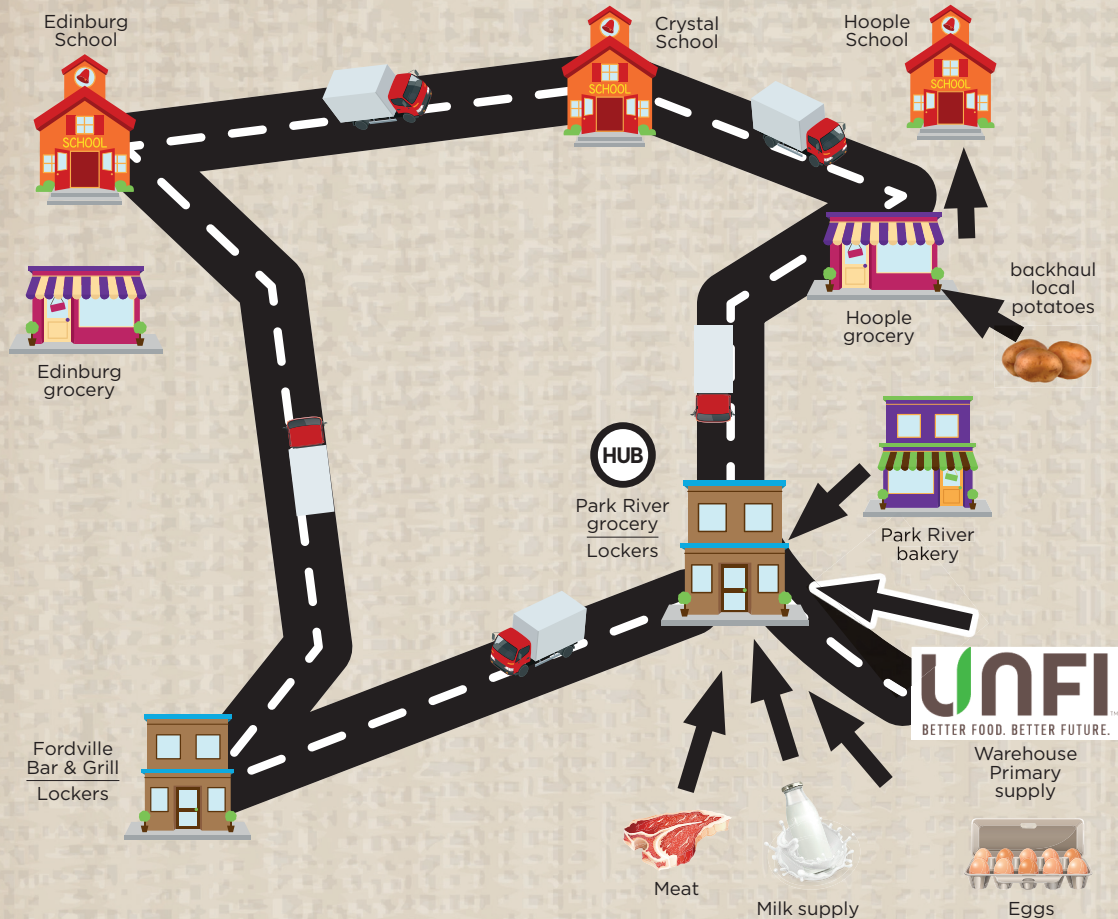 Edinburg
School
Crystal
School
Hoople
School
SCHOOL
SCHOOL
SCHOOL
backhaul
local
potatoes
Hoople
grocery
Edinburg
grocery
HUB
Park River
grocery
Lockers
Park River
bakery
UNFI
TM
BETTER FOOD. BETTER FUTURE.
Warehouse
Primary
supply
Fordville
Bar & Grill
Lockers
Meat
Milk supply
Eggs